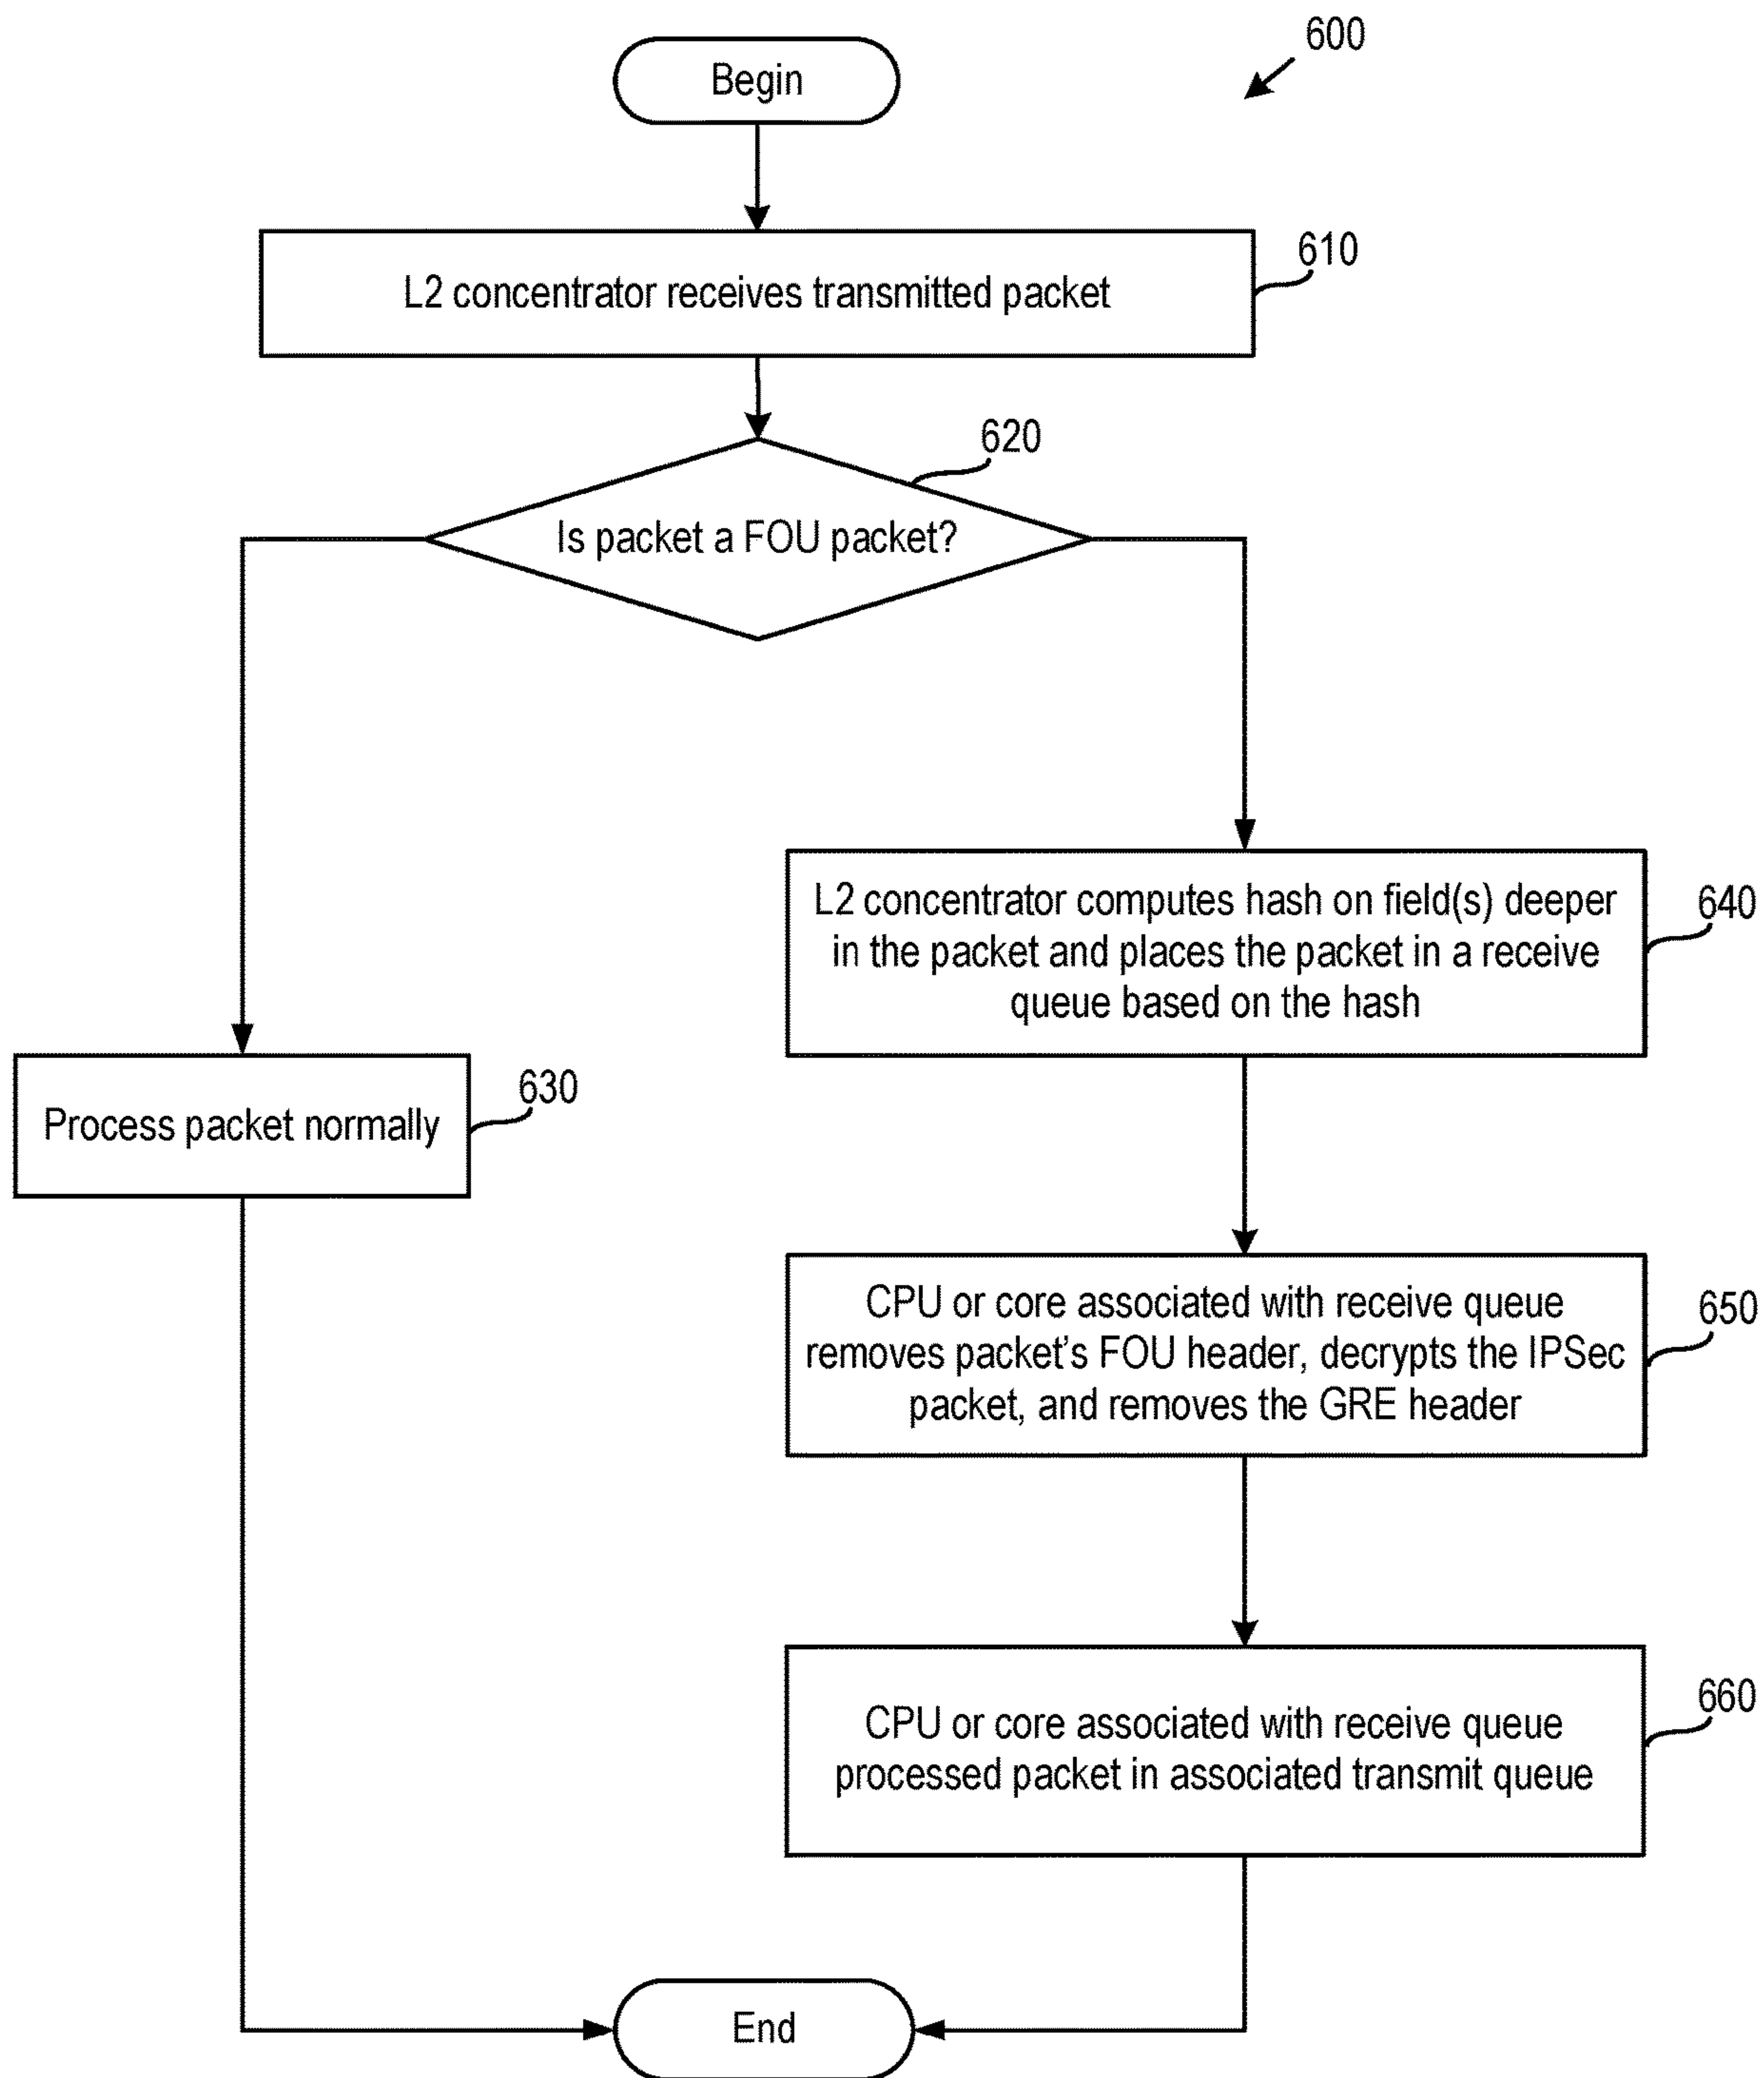 600
Begin
610
L2 concentrator receives transmitted packet
620
Is packet a FOU packet?
L2 concentrator computes hash on field(s) deeper
in the packet and places the packet in a receive
queue based on the hash
640
Process packet normally
630
CPU or core associated with receive queue
removes packet's FOU header, decrypts the IPSec
packet, and removes the GRE header
650
CPU or core associated with receive queue
processed packet in associated transmit queue
660
End